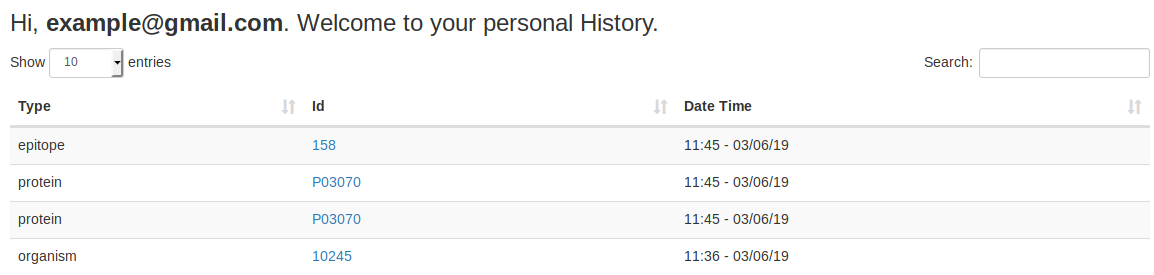 Hi, example@gmail.com. Welcome to your personal History.
Show 10 entries Search:
Type Id Date Time
epitope 158 11:45 - 03/06/19
protein P03070 11:45 - 03/06/19
protein P03070 11:45 - 03/06/19
organism 10245 11:36 - 03/06/19